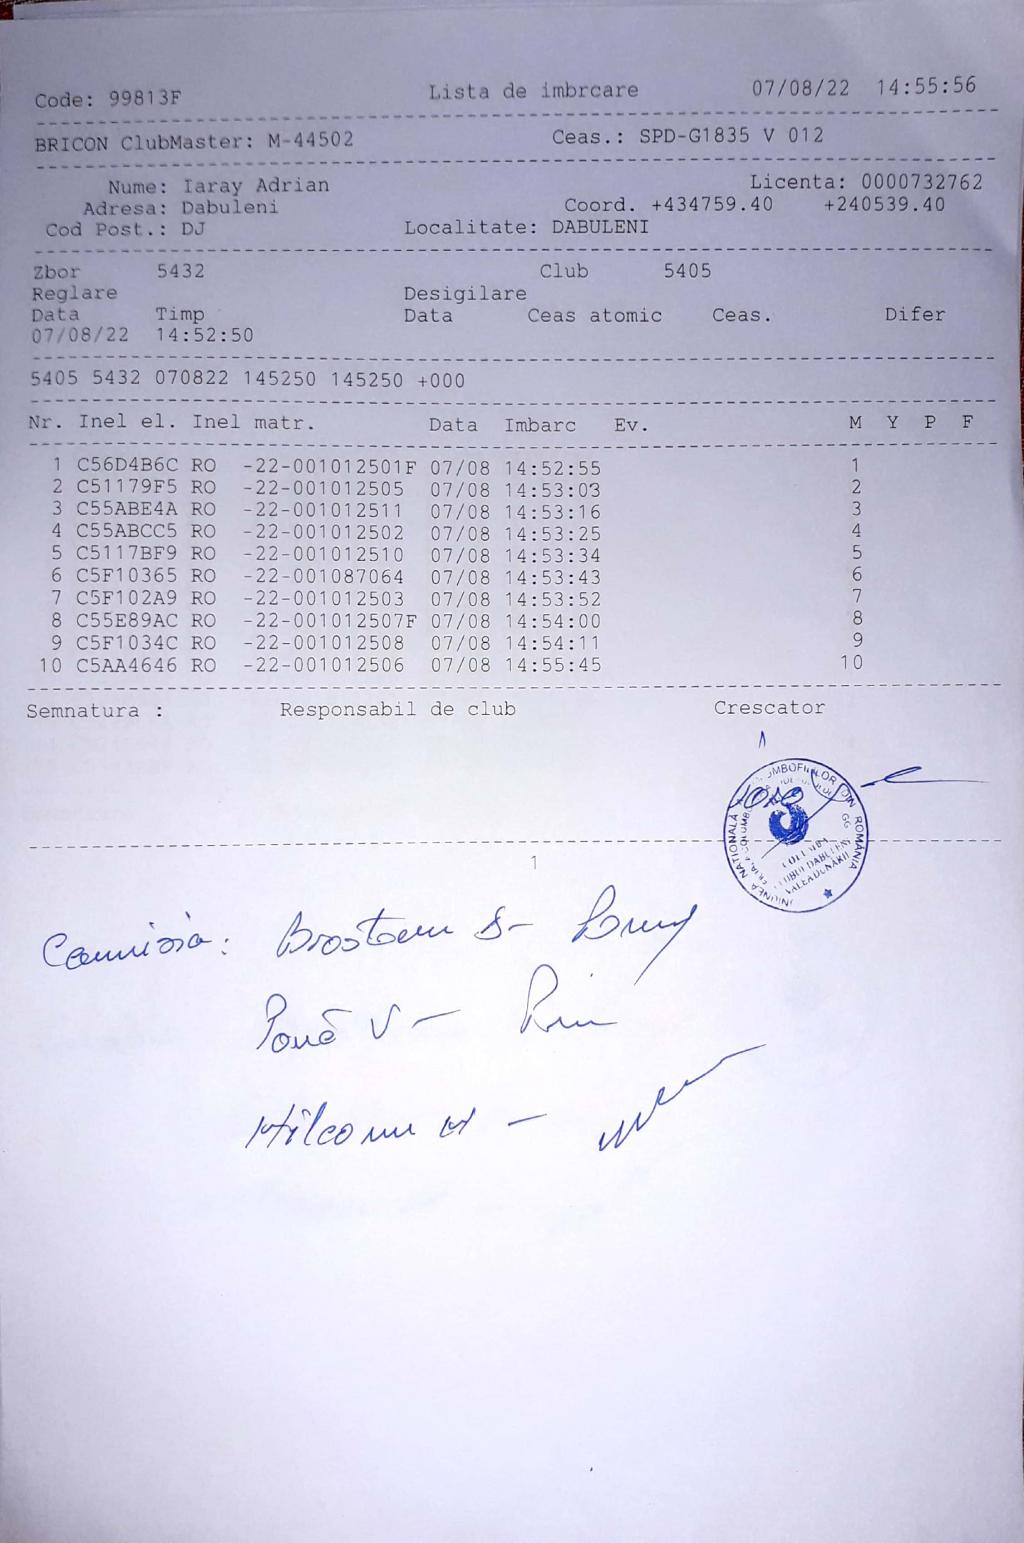 Code: 99813F Lista de imbrcare 07/08/22 14:55:56
BRICON ClubMaster: M-44502 Ceas.: SPD-G1835 V 012
Nume: Iaray Adrian Licenta: 0000732762
Adresa: Dabuleni Coord. +434759.40 +240539.40
Cod Post.: DJ Localitate: DABULENI
Zbor 5432 Club 5405
Reglare Desigilare
Data Timp Data Ceas atomic Ceas. Difer
07/08/22 14:52:50
5405 5432 070822 145250 145250 +000
Nr. Inel el. Inel matr. Data Imbarc Ev. M Y P F
1 C56D4B6C RO -22-001012501F 07/08 14:52:55 1
2 C51179F5 RO -22-001012505 07/08 14:53:03 2
3 C55ABE4A RO -22-001012511 07/08 14:53:16 3
4 C55ABCC5 RO -22-001012502 07/08 14:53:25 4
5 C5117BF9 RO -22-001012510 07/08 14:53:34 5
6 C5F10365 RO -22-001087064 07/08 14:53:43 6
7 C5F102A9 RO -22-001012503 07/08 14:53:52 7
8 C55E89AC RO -22-001012507F 07/08 14:54:00 8
9 C5F1034C RO -22-001012508 07/08 14:54:11 9
10 C5AA4646 RO -22-001012506 07/08 14:55:45 10
Semnatura : Responsabil de club Crescator
UNIUNEA NAȚIONALĂ DIN ROMÂNIA
VALEA DUNARII
1
Comisia:
V –